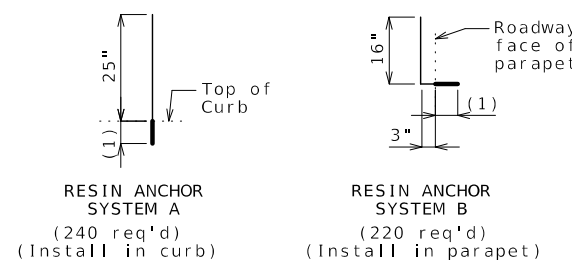 25"
(1)
Top of
Curb
RESIN ANCHOR
SYSTEM A
(240 req'd)
(Install in curb)
16"
Roadway
face of
parapet
(1)
3"
RESIN ANCHOR
SYSTEM B
(220 req'd)
(Install in parapet)